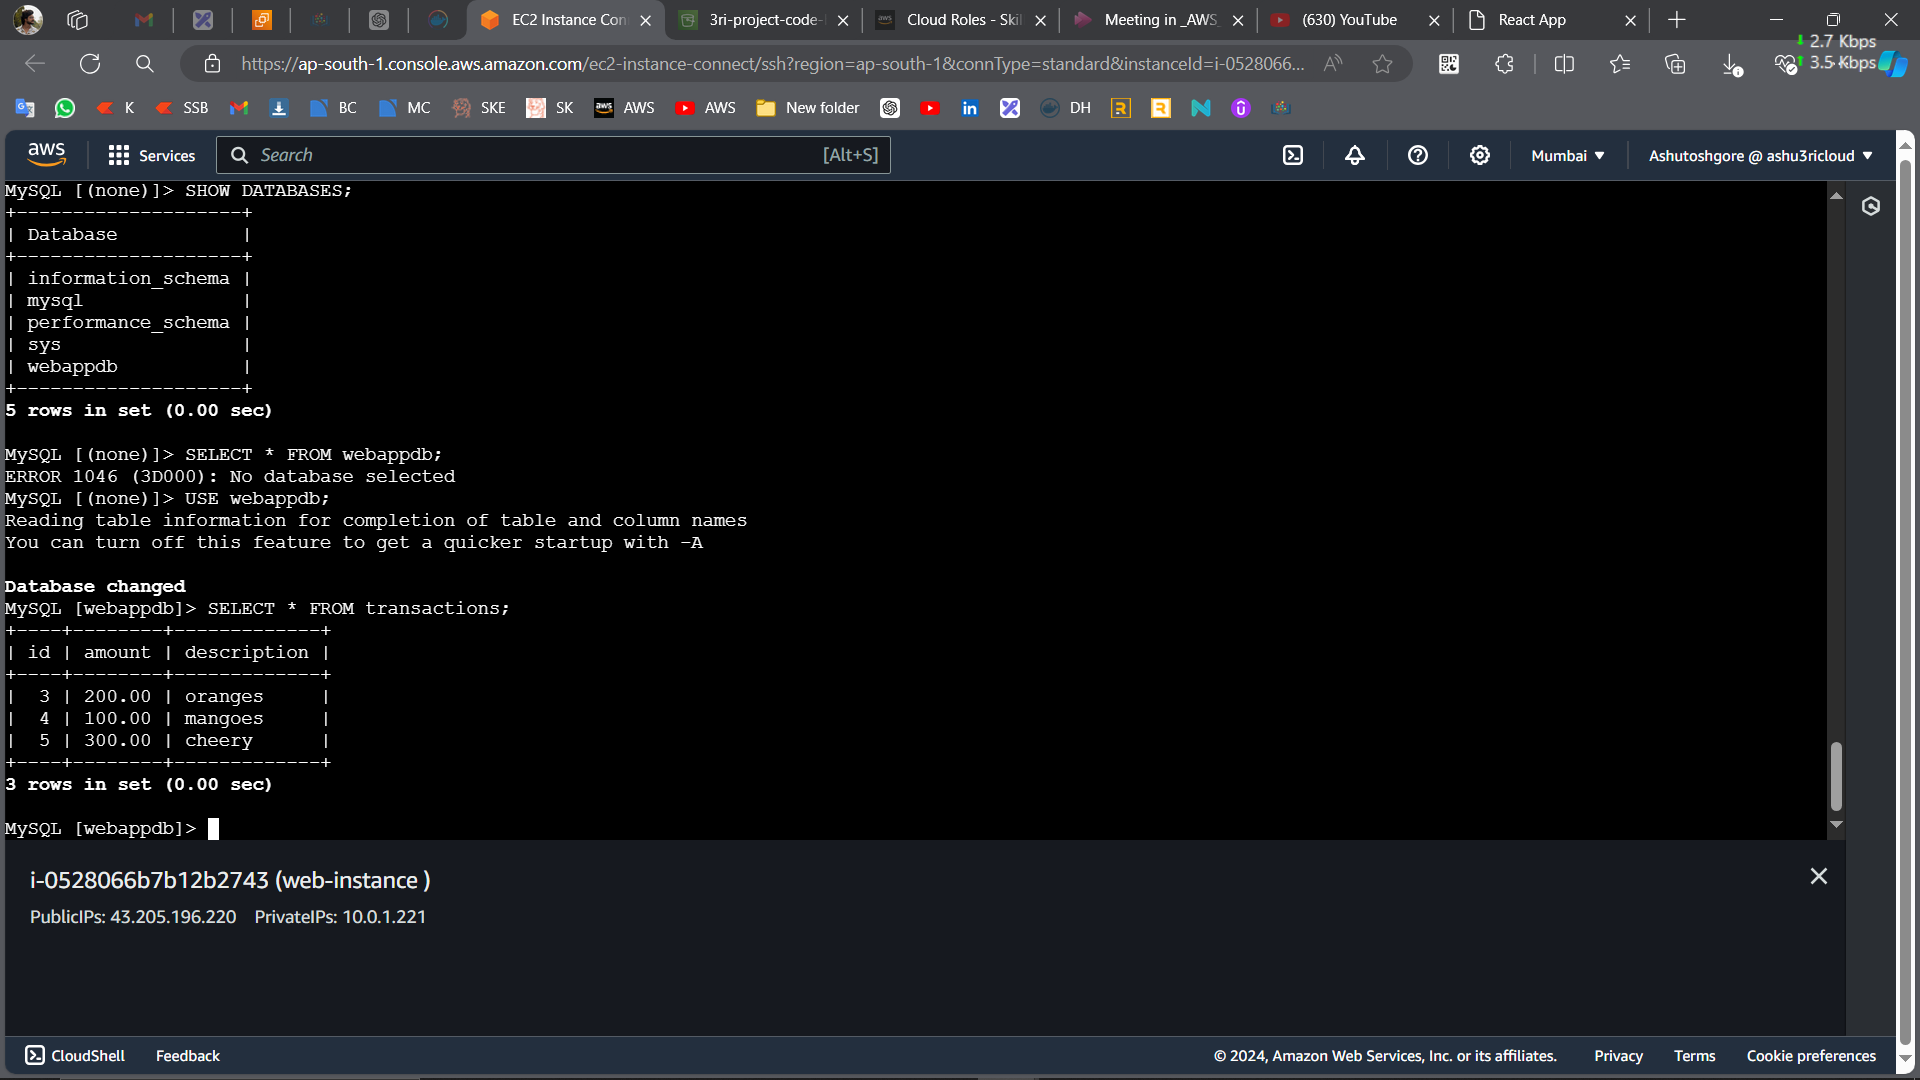 EC2 Instance Con
3ri-project-code-
Cloud Roles - Skil
Meeting in _AWS_
(630) YouTube
React App
2.7 Kbps
https://ap-south-1.console.aws.amazon.com/ec2-instance-connect/ssh?region=ap-south-1&connType=standard&instanceId=i-0528066...
3.5 Kbps
K
SSB
BC
MC
SKE
SK
AWS
AWS
New folder
DH
aws
Services
Search
[Alt+S]
Mumbai
Ashutoshgore @ ashu3ricloud
MySQL [(none)]> SHOW DATABASES;
+--------------------+
| Database           |
+--------------------+
| information_schema |
| mysql              |
| performance_schema |
| sys                |
| webappdb           |
+--------------------+
5 rows in set (0.00 sec)
MySQL [(none)]> SELECT * FROM webappdb;
ERROR 1046 (3D000): No database selected
MySQL [(none)]> USE webappdb;
Reading table information for completion of table and column names
You can turn off this feature to get a quicker startup with -A
Database changed
MySQL [webappdb]> SELECT * FROM transactions;
+----+--------+-------------+
| id | amount | description |
+----+--------+-------------+
|  3 | 200.00 | oranges     |
|  4 | 100.00 | mangoes     |
|  5 | 300.00 | cheery      |
+----+--------+-------------+
3 rows in set (0.00 sec)
MySQL [webappdb]>
i-0528066b7b12b2743 (web-instance )
PublicIPs: 43.205.196.220 PrivateIPs: 10.0.1.221
CloudShell
Feedback
© 2024, Amazon Web Services, Inc. or its affiliates.
Privacy
Terms
Cookie preferences